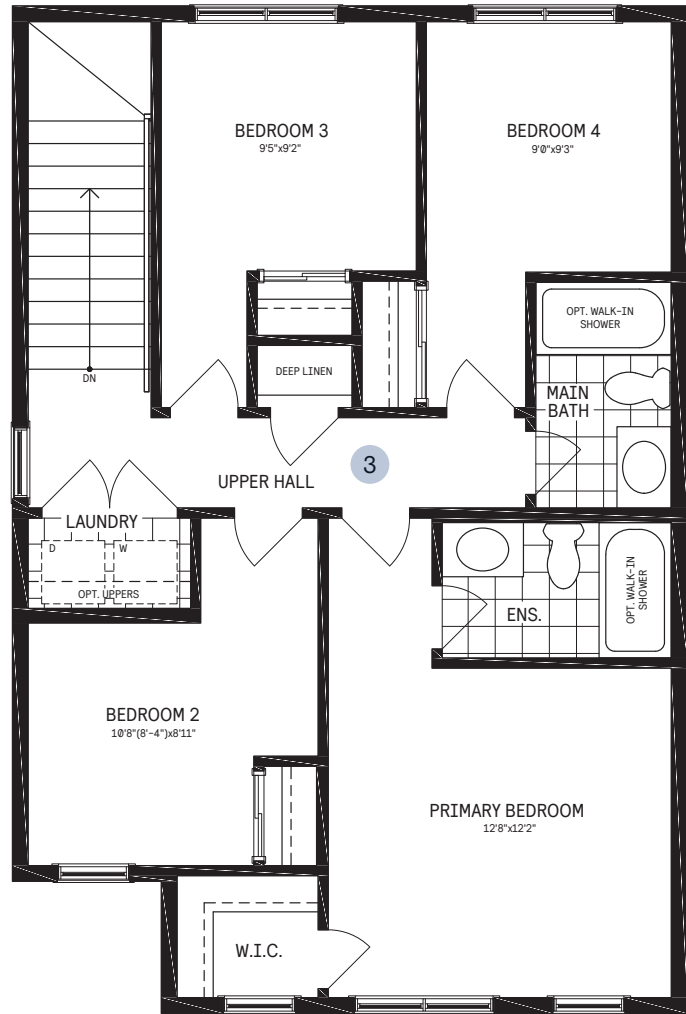 BEDROOM 3
9'5"x9'2"
BEDROOM 4
9'0"x9'3"
OPT. WALK-IN
SHOWER
DN
DEEP LINEN
MAIN
BATH
3
UPPER HALL
LAUNDRY
D
W
OPT. UPPERS
ENS.
OPT. WALK-IN
SHOWER
BEDROOM 2
10'8"(8'-4")x8'11"
PRIMARY BEDROOM
12'8"x12'2"
W.I.C.